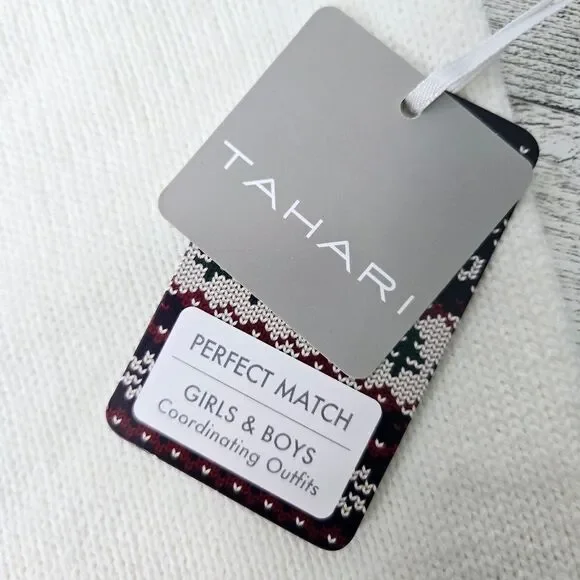 TAHARI
PERFECT MATCH
GIRLS & BOYS
Coordinating Outfits